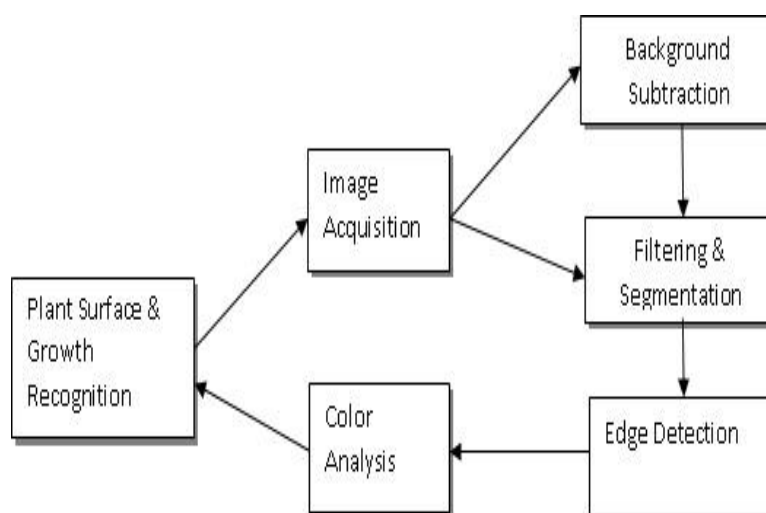 Background
Subtraction
Image
Acquisition
Filtering &
Segmentation
Plant Surface &
Growth
Recognition
Color
Analysis
Edge Detection